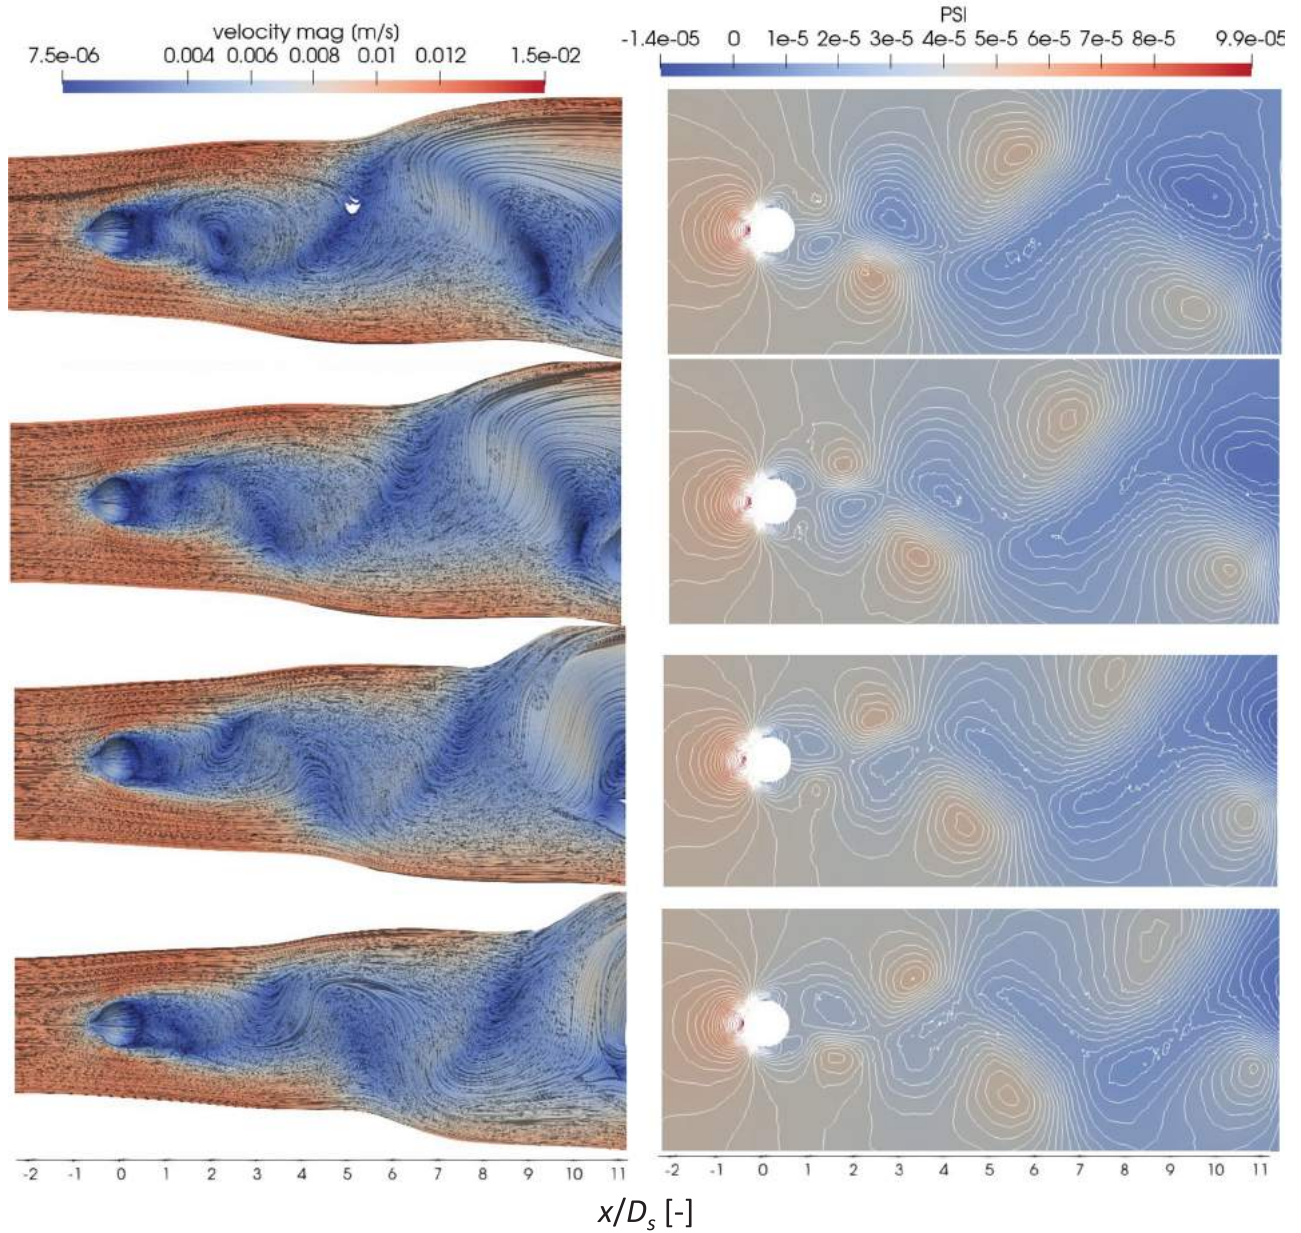 velocity mag (m/s)
7.5e-06 0.004 0.006 0.008 0.01 0.012 1.5e-02
PSI
-1.4e-05 0 1e-5 2e-5 3e-5 4e-5 5e-5 6e-5 7e-5 8e-5 9.9e-05
-2 -1 0 1 2 3 4 5 6 7 8 9 10 11
-2 -1 0 1 2 3 4 5 6 7 8 9 10 11
x/Ds [-]